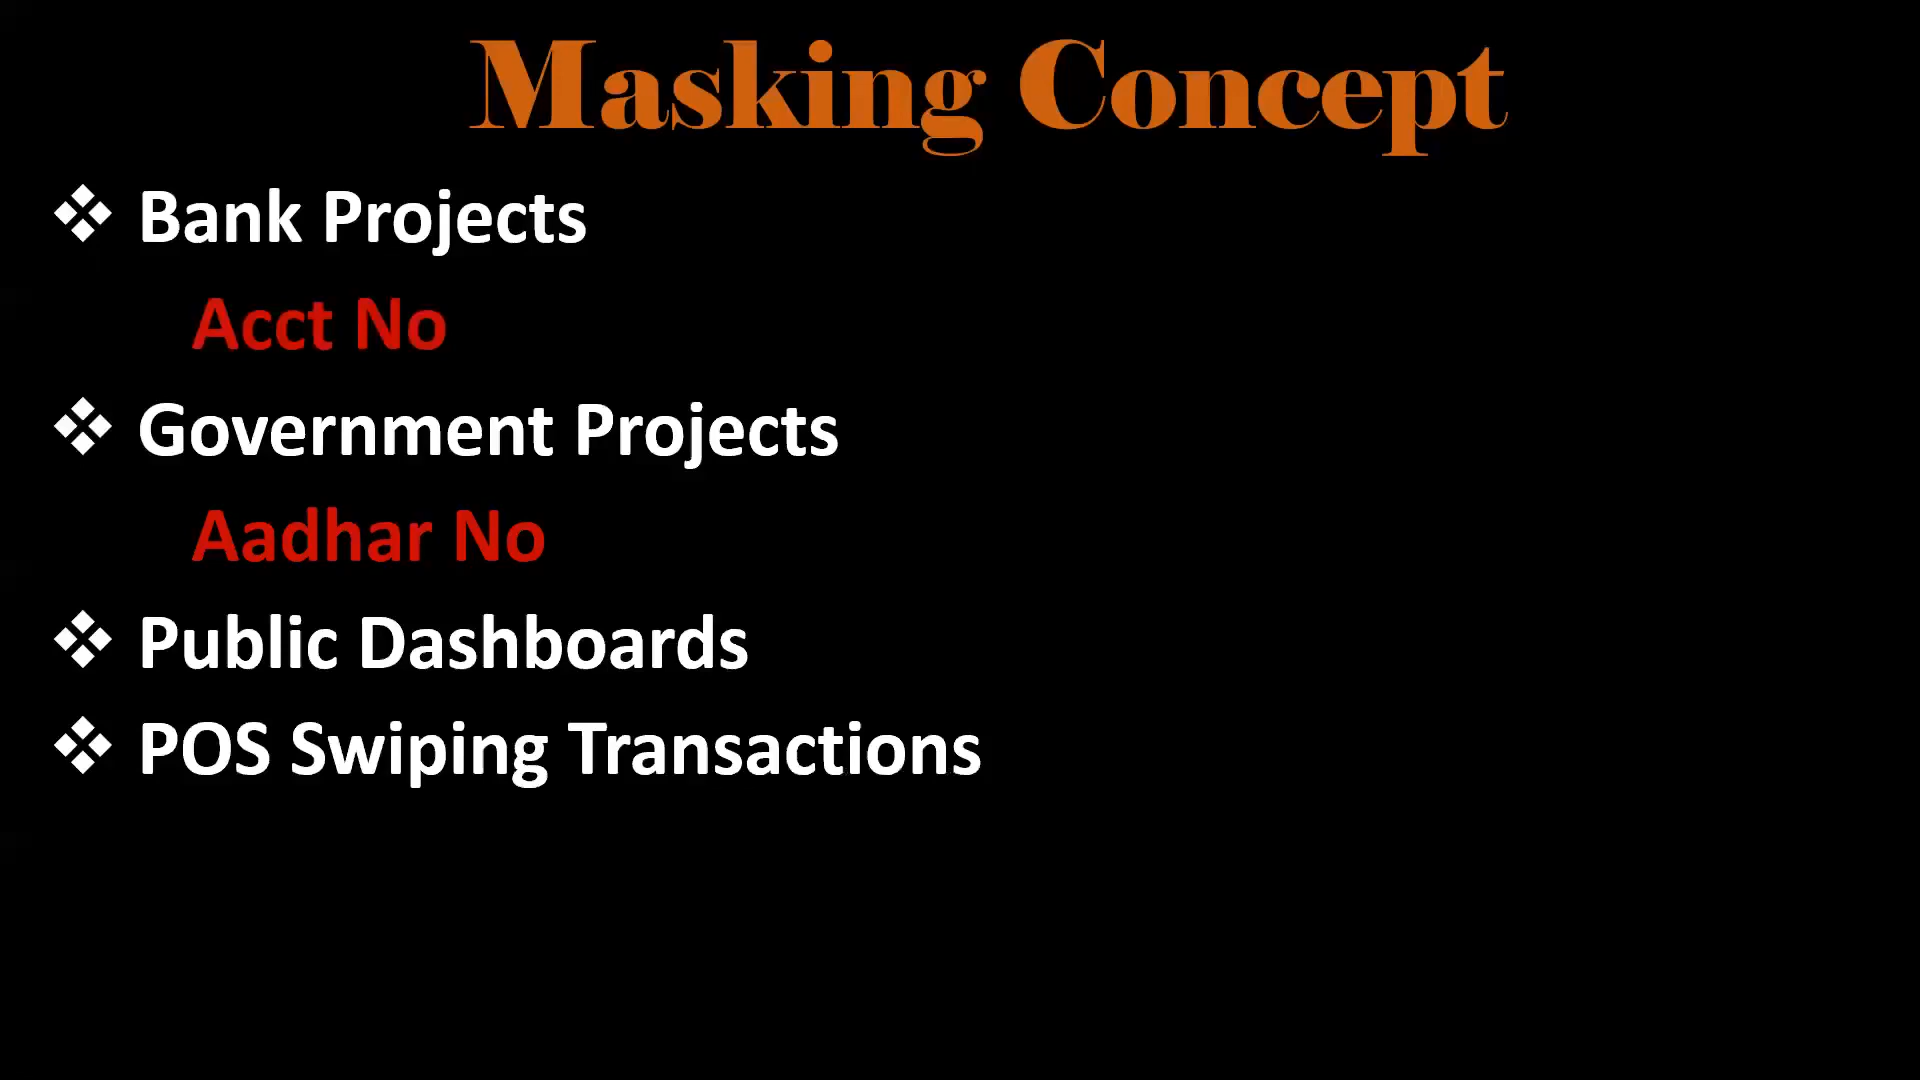 Masking Concept
❖ Bank Projects
Acct No
❖ Government Projects
Aadhar No
❖ Public Dashboards
❖ POS Swiping Transactions